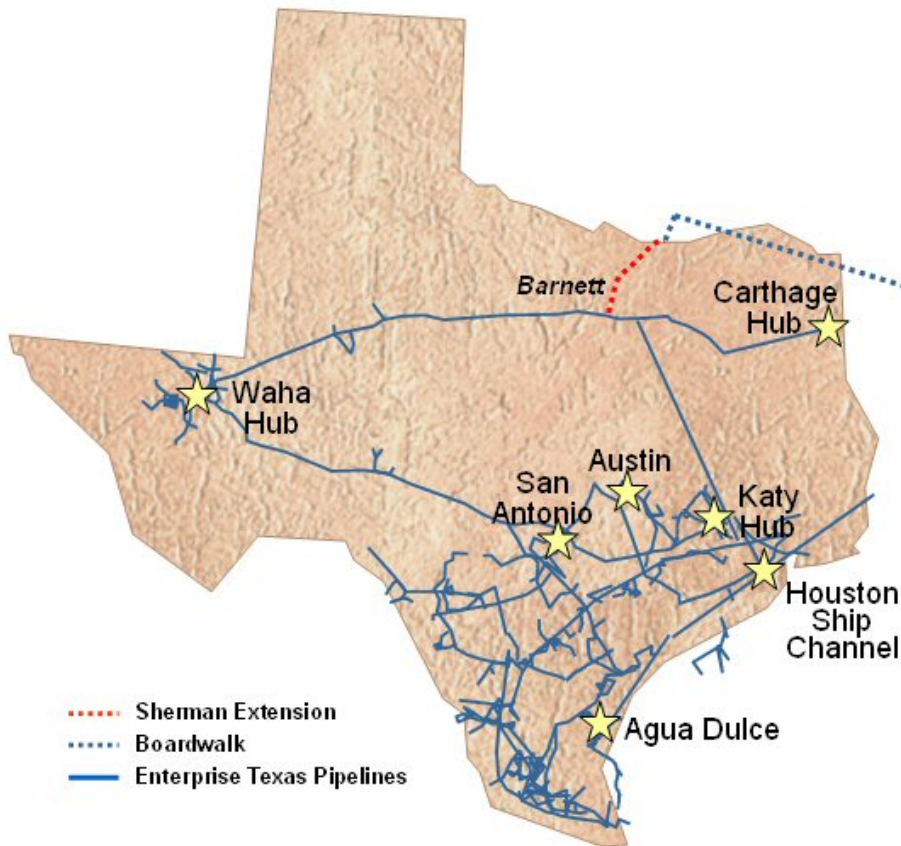 Barnett
Carthage
Hub
Waha
Hub
Austin
San
Antonio
Katy
Hub
Houston
Ship
Channel
Agua Dulce
Sherman Extension
Boardwalk
Enterprise Texas Pipelines